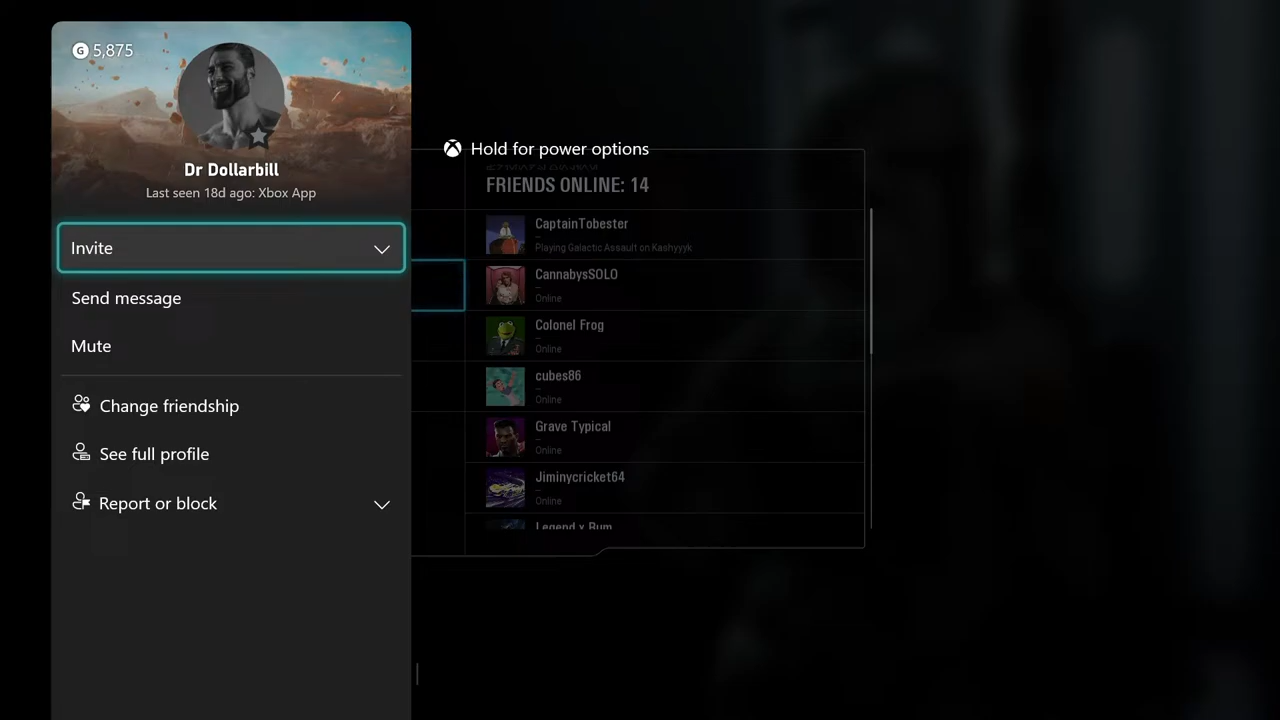 G 5,875
Dr Dollarbill
Last seen 18d ago: Xbox App
Invite
Send message
Mute
Change friendship
See full profile
Report or block
Hold for power options
FRIENDS ONLINE: 14
CaptainTobester
Playing Galactic Assault on Kashyyyk
CannabysSOLO
Online
Colonel Frog
Online
cubes86
Online
Grave Typical
Online
Jiminycricket64
Online
Legend x Bum